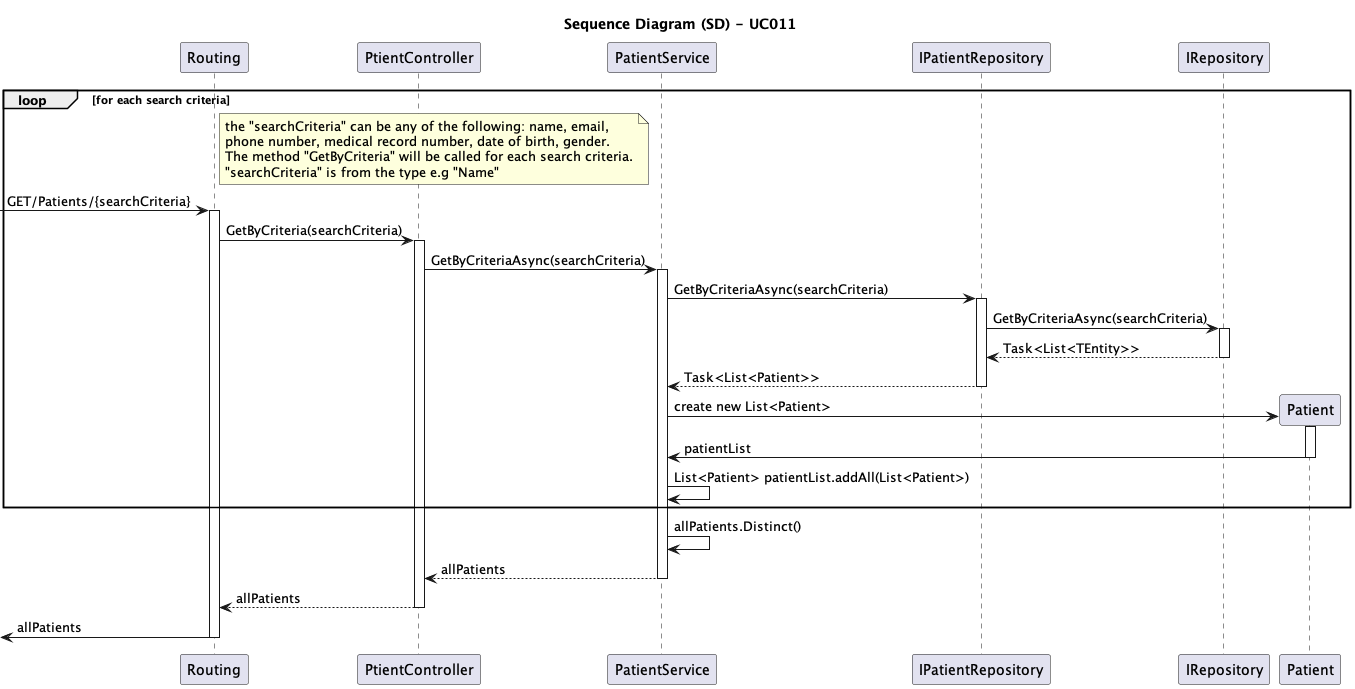 Sequence Diagram (SD) - UC011
Routing
PtientController
PatientService
IPatientRepository
IRepository
loop
[for each search criteria]
the "searchCriteria" can be any of the following: name, email,
phone number, medical record number, date of birth, gender.
The method "GetByCriteria" will be called for each search criteria.
"searchCriteria" is from the type e.g "Name"
GET/Patients/{searchCriteria}
GetByCriteria(searchCriteria)
GetByCriteriaAsync(searchCriteria)
GetByCriteriaAsync(searchCriteria)
GetByCriteriaAsync(searchCriteria)
Task<List<TEntity>>
Task<List<Patient>>
create new List<Patient>
Patient
patientList
List<Patient> patientList.addAll(List<Patient>)
allPatients.Distinct()
allPatients
allPatients
allPatients
Routing
PtientController
PatientService
IPatientRepository
IRepository
Patient